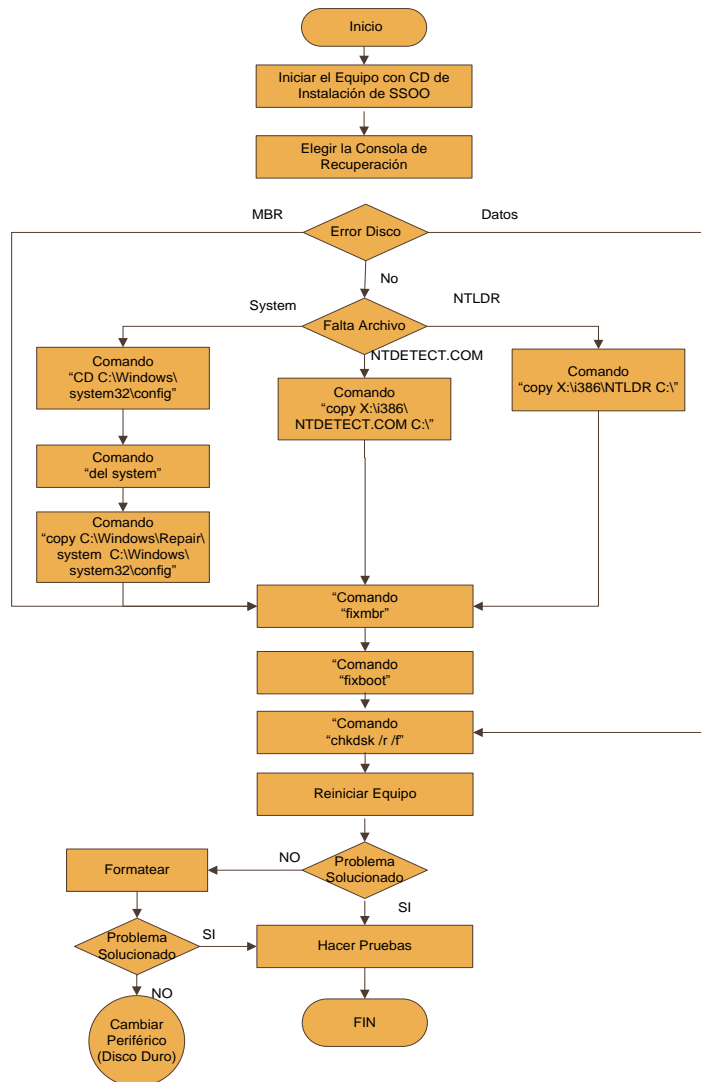 Inicio
Iniciar el Equipo con CD de
Instalación de SSOO
Elegir la Consola de
Recuperación
MBR
Error Disco
Datos
No
System
Falta Archivo
NTLDR
NTDETECT.COM
Comando
“CD C:\Windows\
system32\config”
Comando
“copy X:\i386\
NTDETECT.COM C:\”
Comando
“copy X:\i386\NTLDR C:\”
Comando
“del system”
Comando
“copy C:\Windows\Repair\
system C:\Windows\
system32\config”
“Comando
“fixmbr”
“Comando
“fixboot”
“Comando
“chkdsk /r /f”
Reiniciar Equipo
Problema
Solucionado
NO
Formatear
SI
Problema
Solucionado
SI
Hacer Pruebas
NO
Cambiar
Periférico
(Disco Duro)
FIN